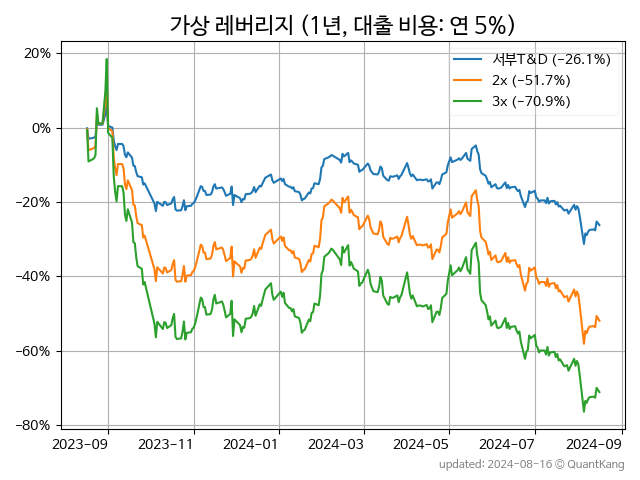 가상 레버리지 (1년, 대출 비용: 연 5%)
20%
0%
−20%
−40%
−60%
−80%
서부T&D (−26.1%)
2x (−51.7%)
3x (−70.9%)
2023-09
2023-11
2024-01
2024-03
2024-05
2024-07
2024-09
updated: 2024-08-16 © QuantKang